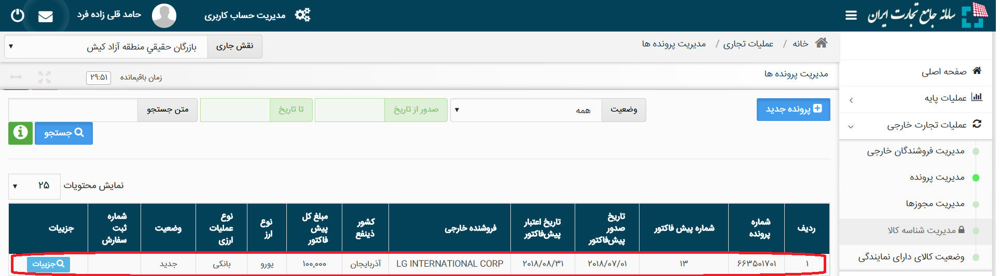 سامانه جامع تجارت ایران
مدیریت حساب کاربری
حامد قلی زاده فرد
خانه / عملیات تجاری / مدیریت پرونده ها
نقش جاری
بازرگان حقیقي منطقه آزاد کیش
مدیریت پرونده ها
زمان باقیمانده
۲۹:۵۱
صفحه اصلی
عملیات پایه
عملیات تجارت خارجی
مدیریت فروشندگان خارجی
مدیریت پرونده
مدیریت مجوزها
مدیریت شناسه کالا
وضعیت کالای دارای نمایندگی
پرونده جدید
وضعیت
همه
صدور از تاریخ
تا تاریخ
متن جستجو
جستجو
نمایش محتویات
۲۵
ردیف
شماره
پرونده
شماره پیش فاکتور
تاریخ
صدور
پیش‌فاکتور
تاریخ اعتبار
پیش‌فاکتور
فروشنده خارجی
کشور
ذینفع
مبلغ کل
پیش
فاکتور
نوع
ارز
نوع
عملیات
ارزی
وضعیت
شماره
ثبت
سفارش
جزییات
۱
۶۶۳۵۰۱۷۰۱
۱۳
۲۰۱۸/۰۷/۰۱
۲۰۱۸/۰۸/۳۱
LG INTERNATIONAL CORP
آذربایجان
۱۰۰,۰۰۰
یورو
بانکی
جدید
جزییات